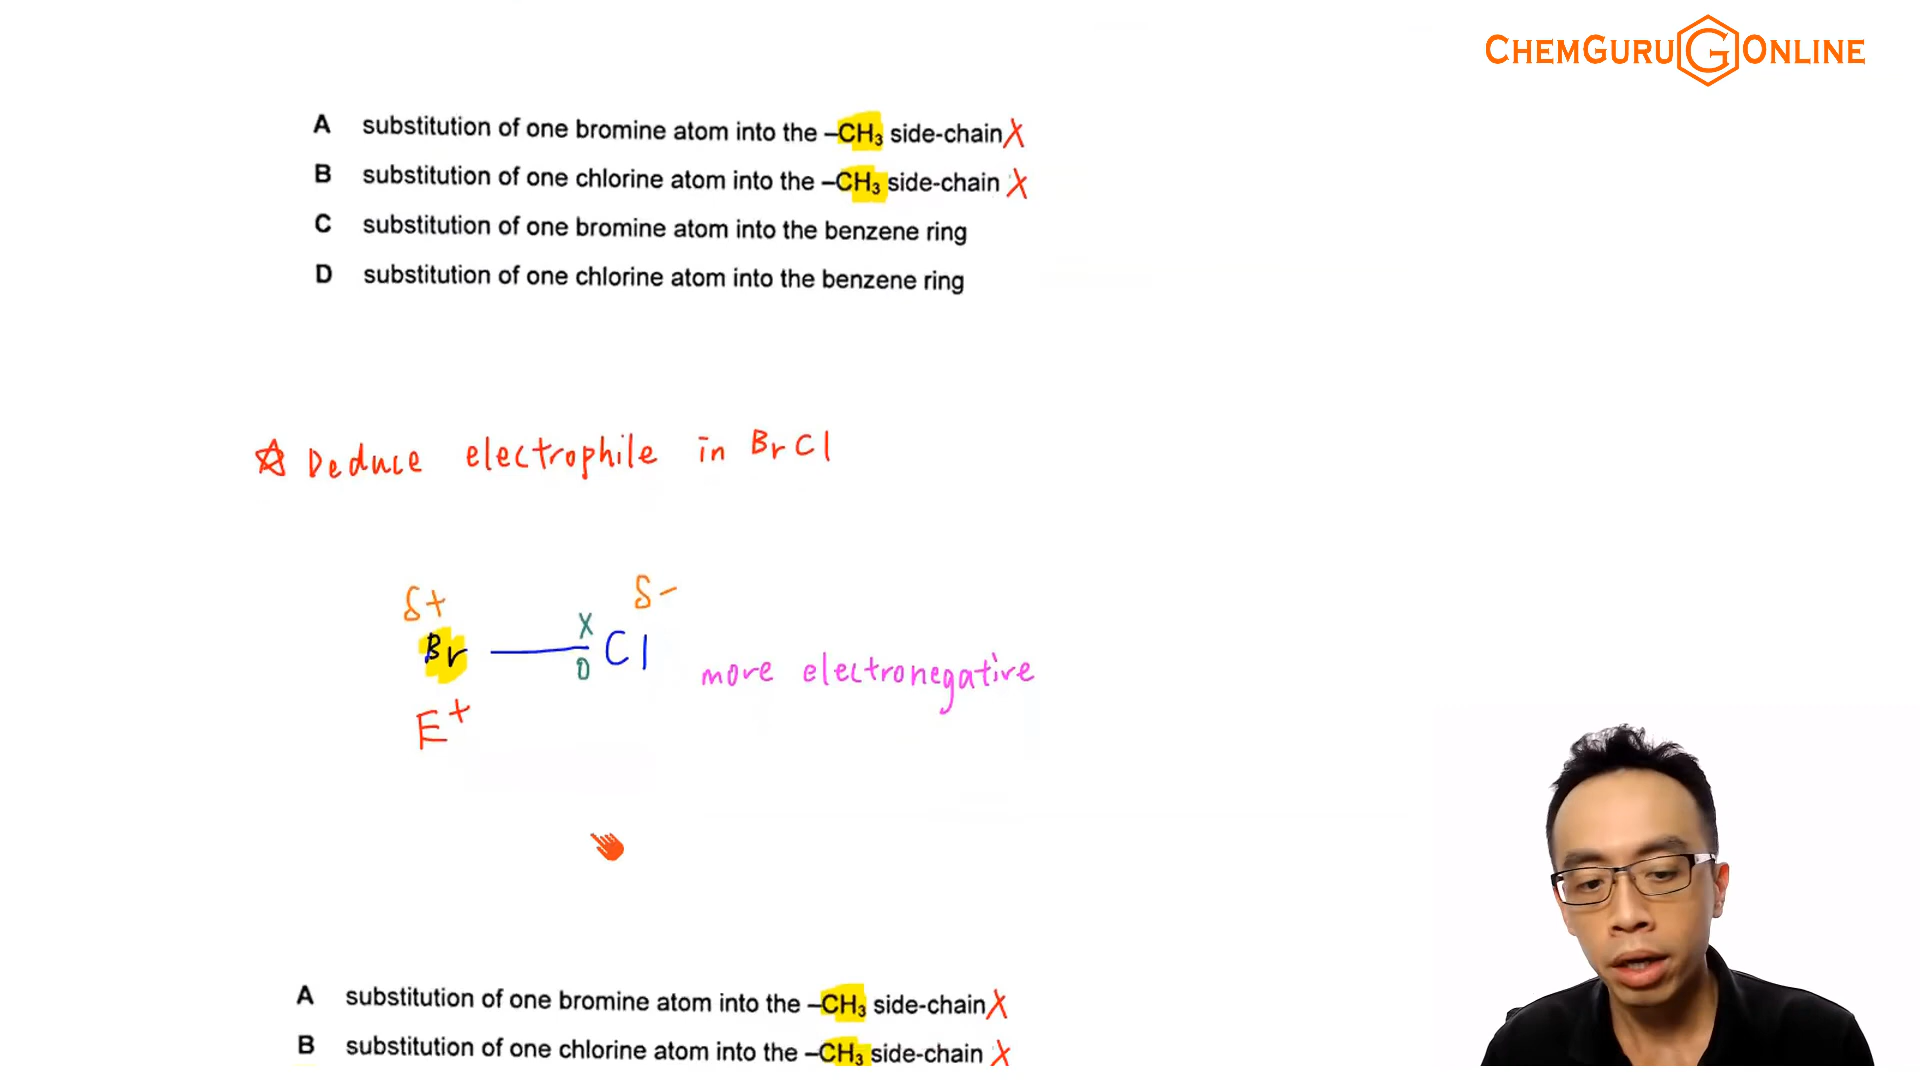 CHEMGURU G ONLINE
A substitution of one bromine atom into the –CH₃ side-chain X
B substitution of one chlorine atom into the –CH₃ side-chain X
C substitution of one bromine atom into the benzene ring
D substitution of one chlorine atom into the benzene ring
☆ Deduce electrophile in BrCl
δ+ δ-
Br — X O Cl more electronegative
E⁺
A substitution of one bromine atom into the –CH₃ side-chain X
B substitution of one chlorine atom into the –CH₃ side-chain X